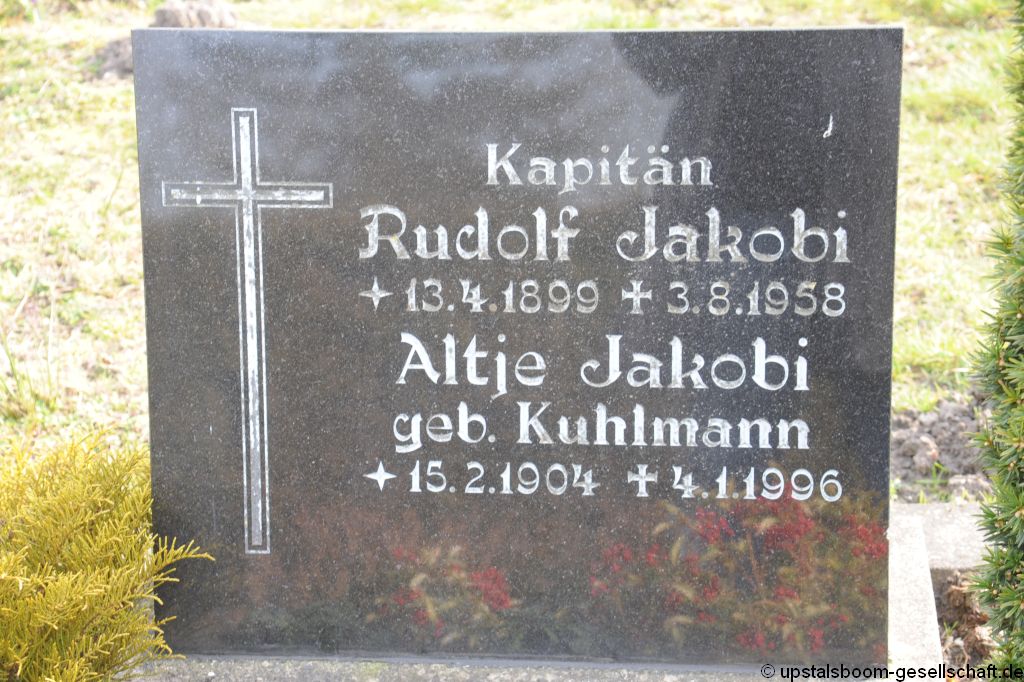 Kapitän
Rudolf Jakobi
✦ 13.4.1899 ✝ 3.8.1958
Altje Jakobi
geb. Kuhlmann
✦ 15.2.1904 ✝ 4.1.1996
© upstalsboom-gesellschaft.de